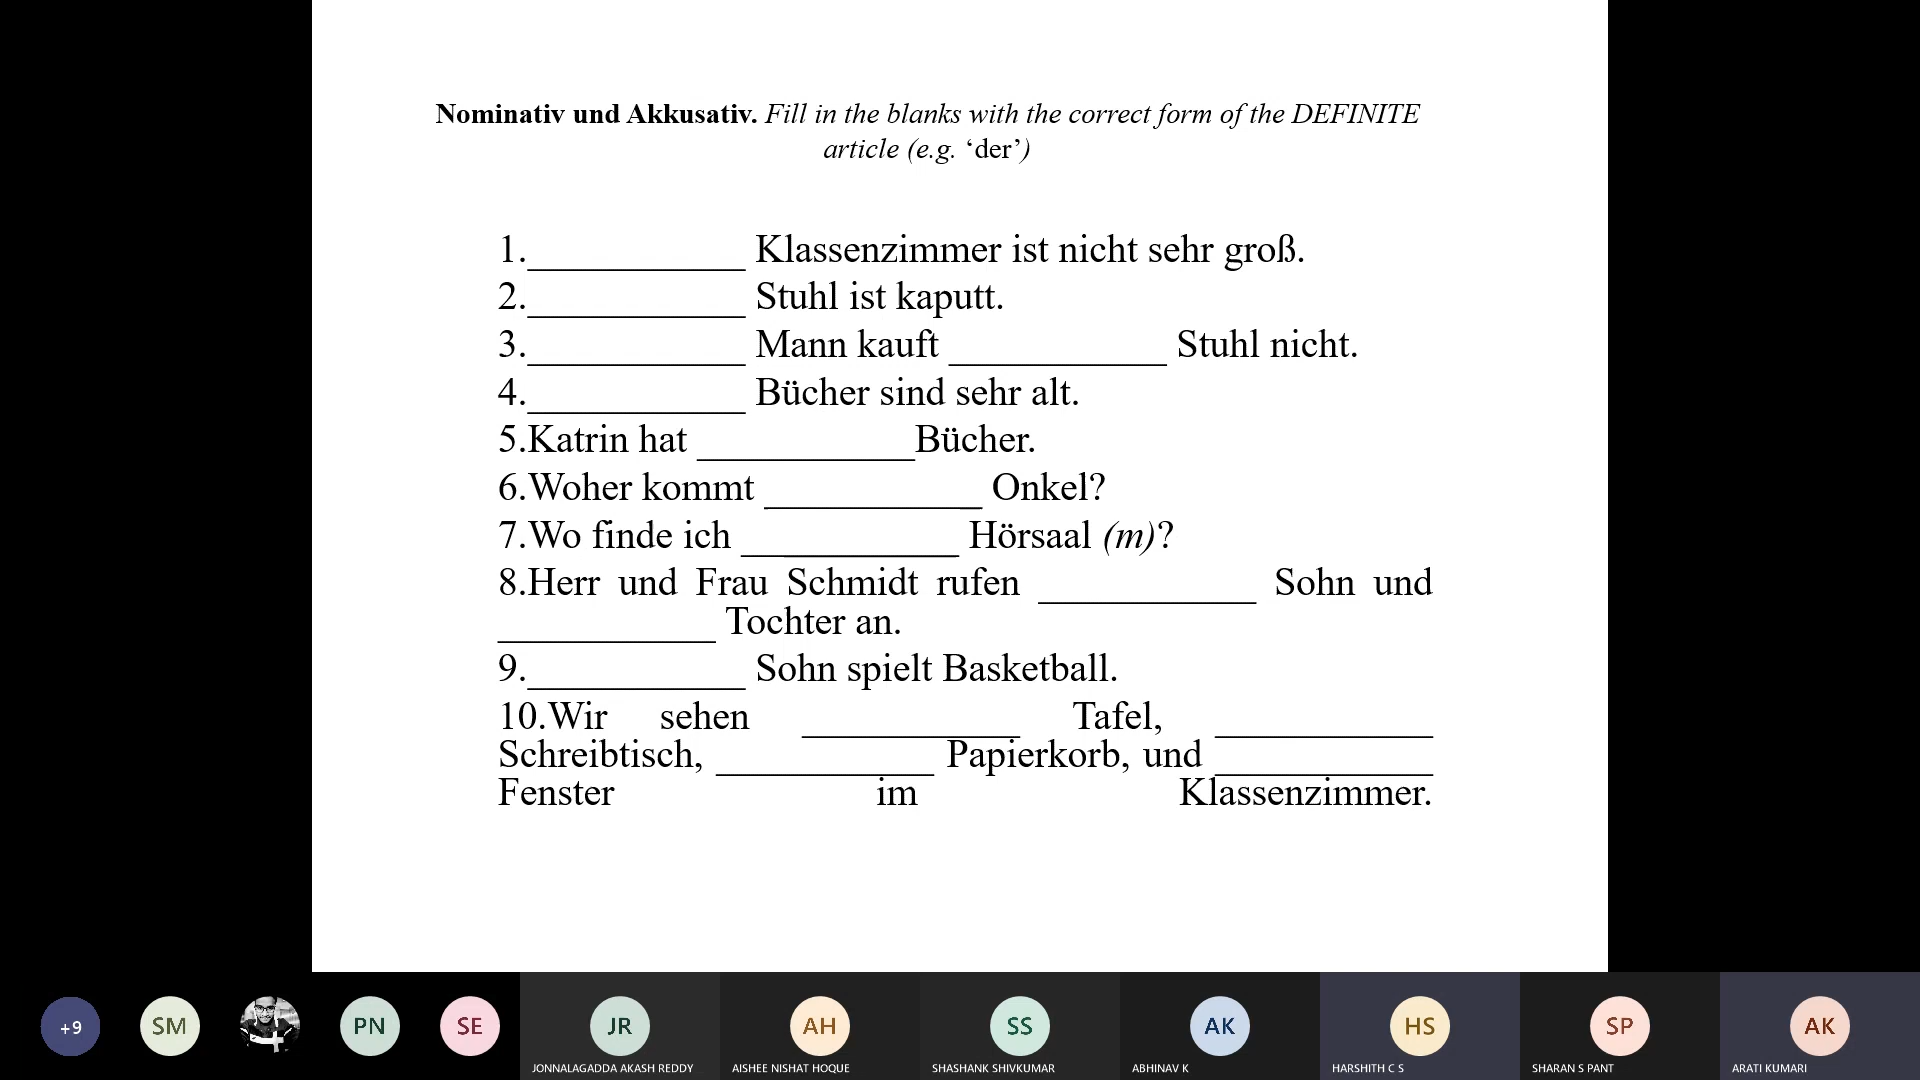 Nominativ und Akkusativ. Fill in the blanks with the correct form of the DEFINITE
article (e.g. ‘der’)
1.___________ Klassenzimmer ist nicht sehr groß.
2.___________ Stuhl ist kaputt.
3.___________ Mann kauft ___________ Stuhl nicht.
4.___________ Bücher sind sehr alt.
5.Katrin hat ___________Bücher.
6.Woher kommt ___________ Onkel?
7.Wo finde ich ___________ Hörsaal (m)?
8.Herr und Frau Schmidt rufen ___________ Sohn und
___________ Tochter an.
9.___________ Sohn spielt Basketball.
10.Wir sehen ___________ Tafel, ___________
Schreibtisch, ___________ Papierkorb, und ___________
Fenster im Klassenzimmer.
+9 SM PN SE JR AH SS AK HS SP AK
JONNALAGADDA AKASH REDDY AISHEE NISHAT HOQUE SHASHANK SHIVKUMAR ABHINAV K HARSHITH C S SHARAN S PANT ARATI KUMARI